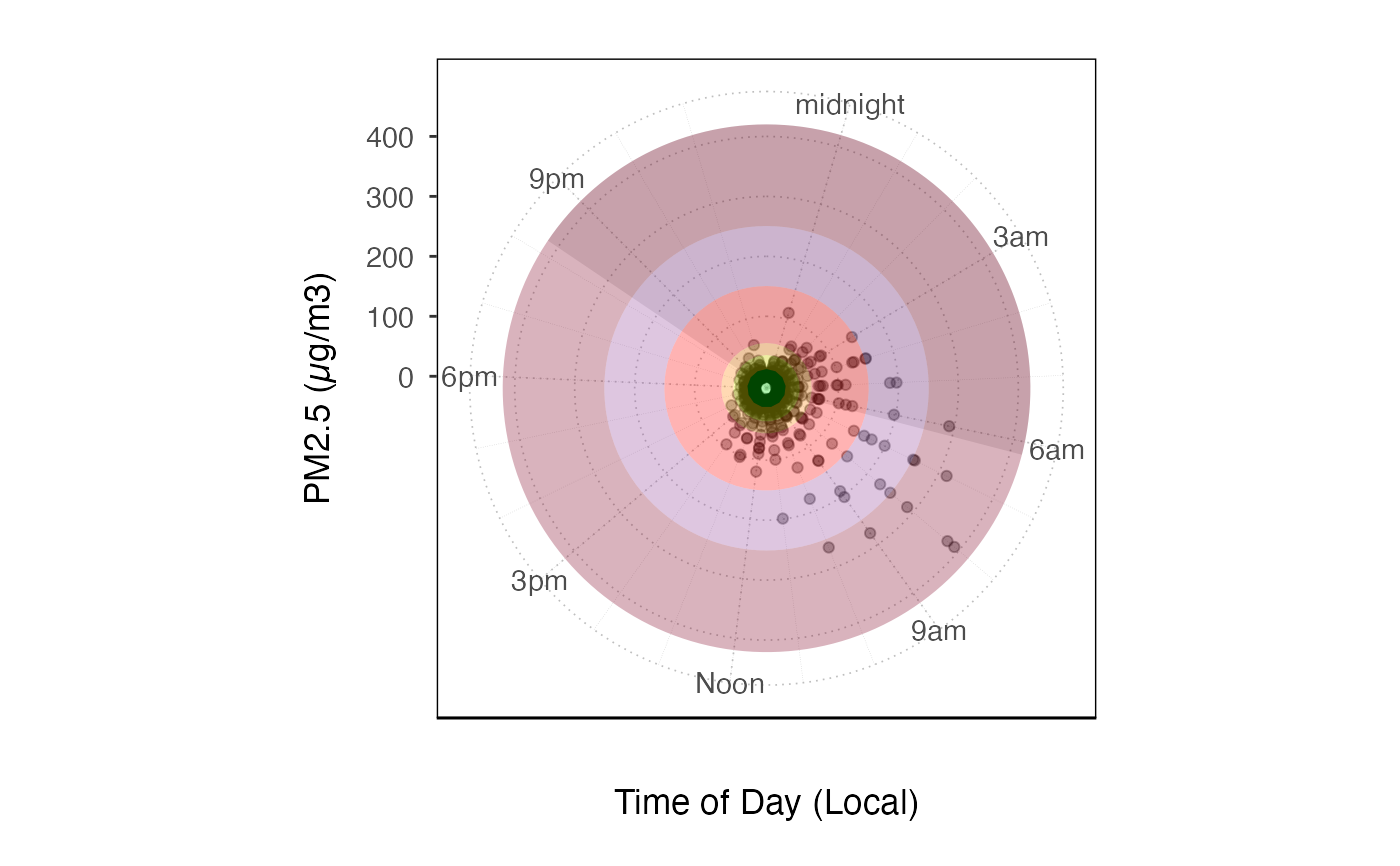 midnight
400
9pm
300
3am
200
100
0
6pm
6am
3pm
9am
Noon
PM2.5 (μg/m3)
Time of Day (Local)